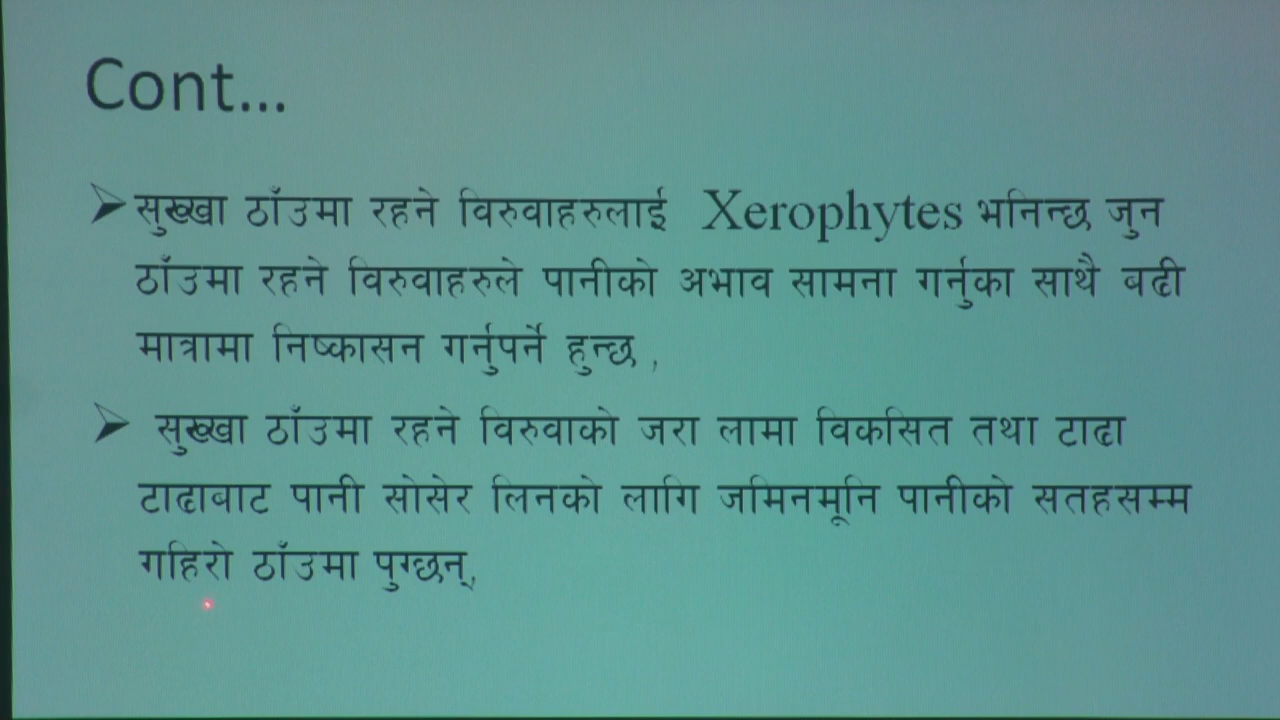 Cont...
➢सुख्खा ठाँउमा रहने विरुवाहरुलाई Xerophytes भनिन्छ जुन
ठाँउमा रहने विरुवाहरुले पानीको अभाव सामना गर्नुका साथै बढी
मात्रामा निष्कासन गर्नुपर्ने हुन्छ ,
➢ सुख्खा ठाँउमा रहने विरुवाको जरा लामा विकसित तथा टाढा
टाढाबाट पानी सोसेर लिनको लागि जमिनमूनि पानीको सतहसम्म
गहिरो ठाँउमा पुग्छन्,